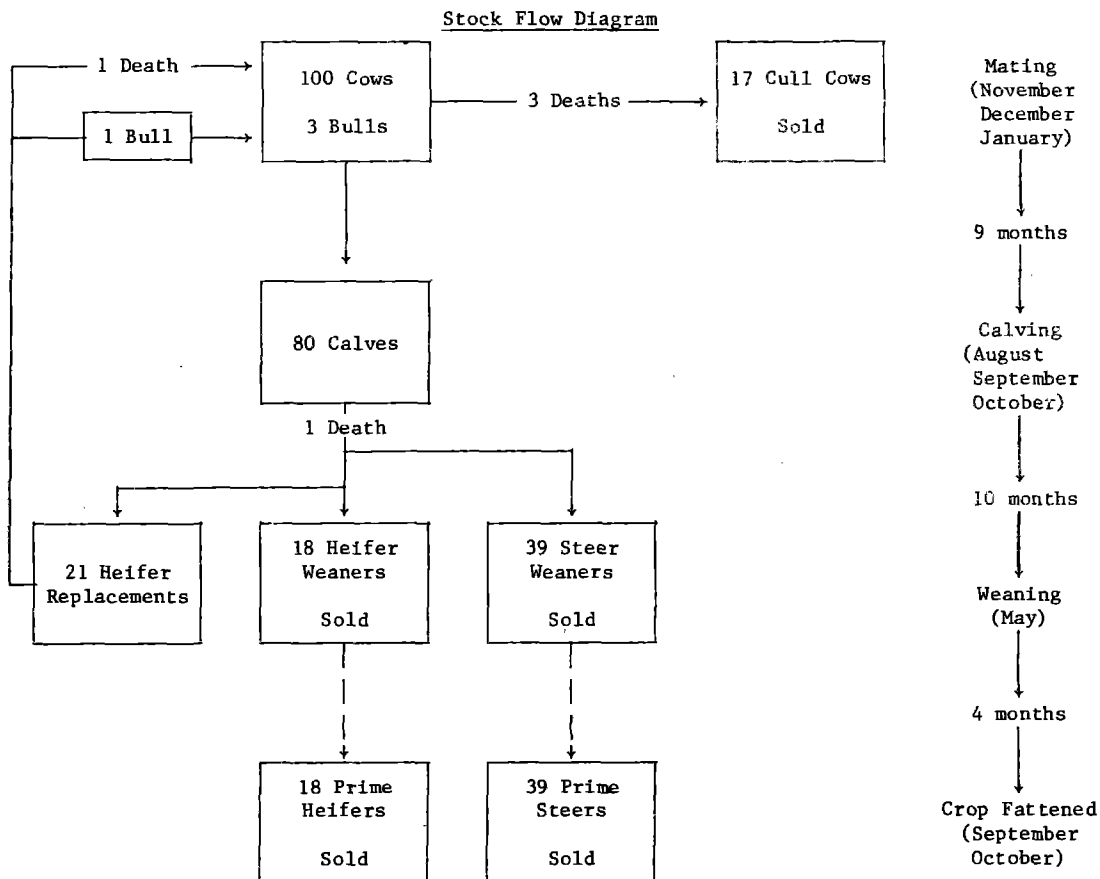 Stock Flow Diagram
1 Death
100 Cows
3 Bulls
1 Bull
3 Deaths
17 Cull Cows
Sold
Mating
(November
December
January)
9 months
80 Calves
Calving
(August
September
October)
1 Death
10 months
21 Heifer
Replacements
18 Heifer
Weaners
Sold
39 Steer
Weaners
Sold
Weaning
(May)
4 months
18 Prime
Heifers
Sold
39 Prime
Steers
Sold
Crop Fattened
(September
October)